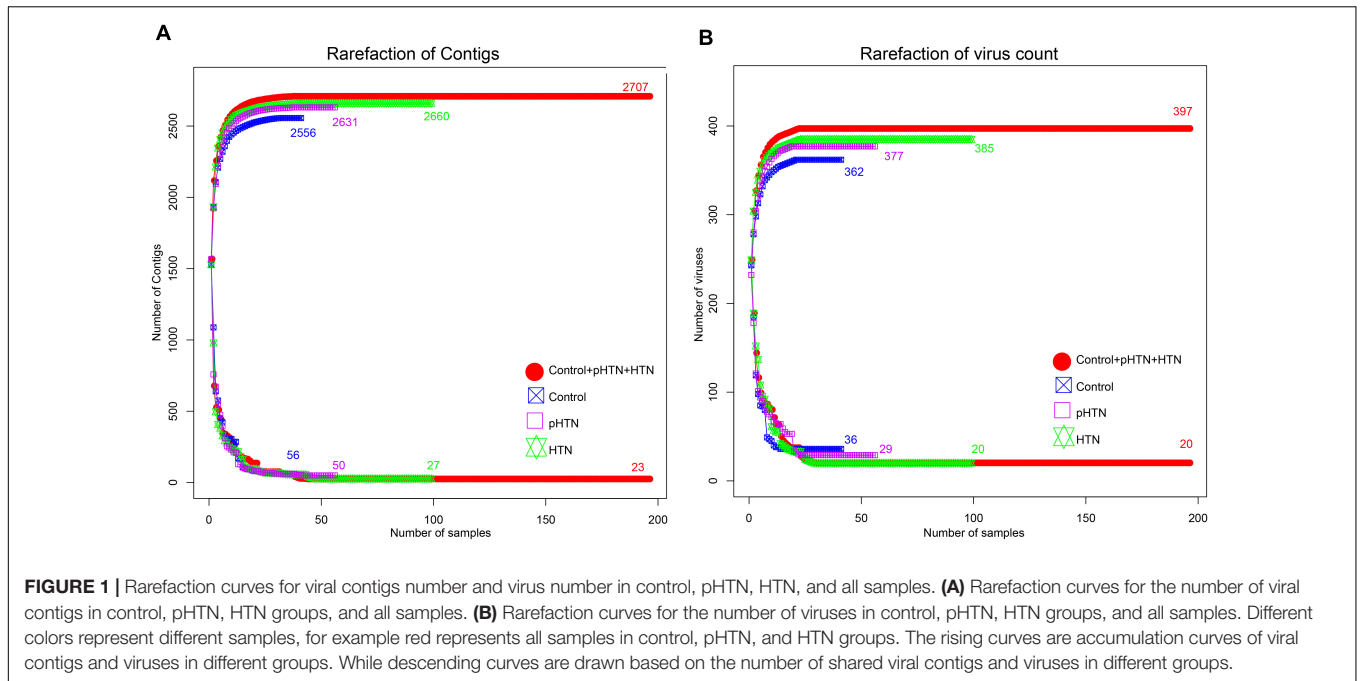 A
Rarefaction of Contigs
Number of Contigs
0
500
1000
1500
2000
2500
2707
2660
2631
2556
Control+pHTN+HTN
Control
pHTN
HTN
56
50
27
23
0
50
100
150
200
Number of samples
B
Rarefaction of virus count
Number of viruses
0
100
200
300
400
397
385
377
362
Control+pHTN+HTN
Control
pHTN
HTN
36
29
20
20
0
50
100
150
200
Number of samples
FIGURE 1 | Rarefaction curves for viral contigs number and virus number in control, pHTN, HTN, and all samples. (A) Rarefaction curves for the number of viral
contigs in control, pHTN, HTN groups, and all samples. (B) Rarefaction curves for the number of viruses in control, pHTN, HTN groups, and all samples. Different
colors represent different samples, for example red represents all samples in control, pHTN, and HTN groups. The rising curves are accumulation curves of viral
contigs and viruses in different groups. While descending curves are drawn based on the number of shared viral contigs and viruses in different groups.